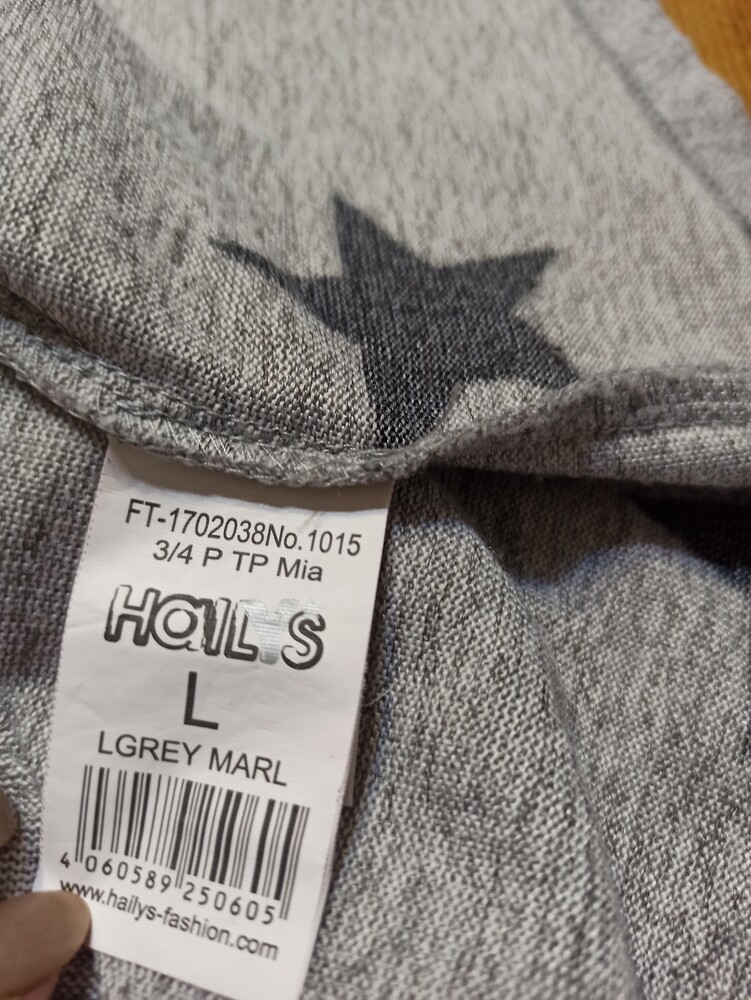 FT-1702038No.1015
3/4 P TP Mia
HaILYS
L
LGREY MARL
4 060589 250605
www.hailys-fashion.com